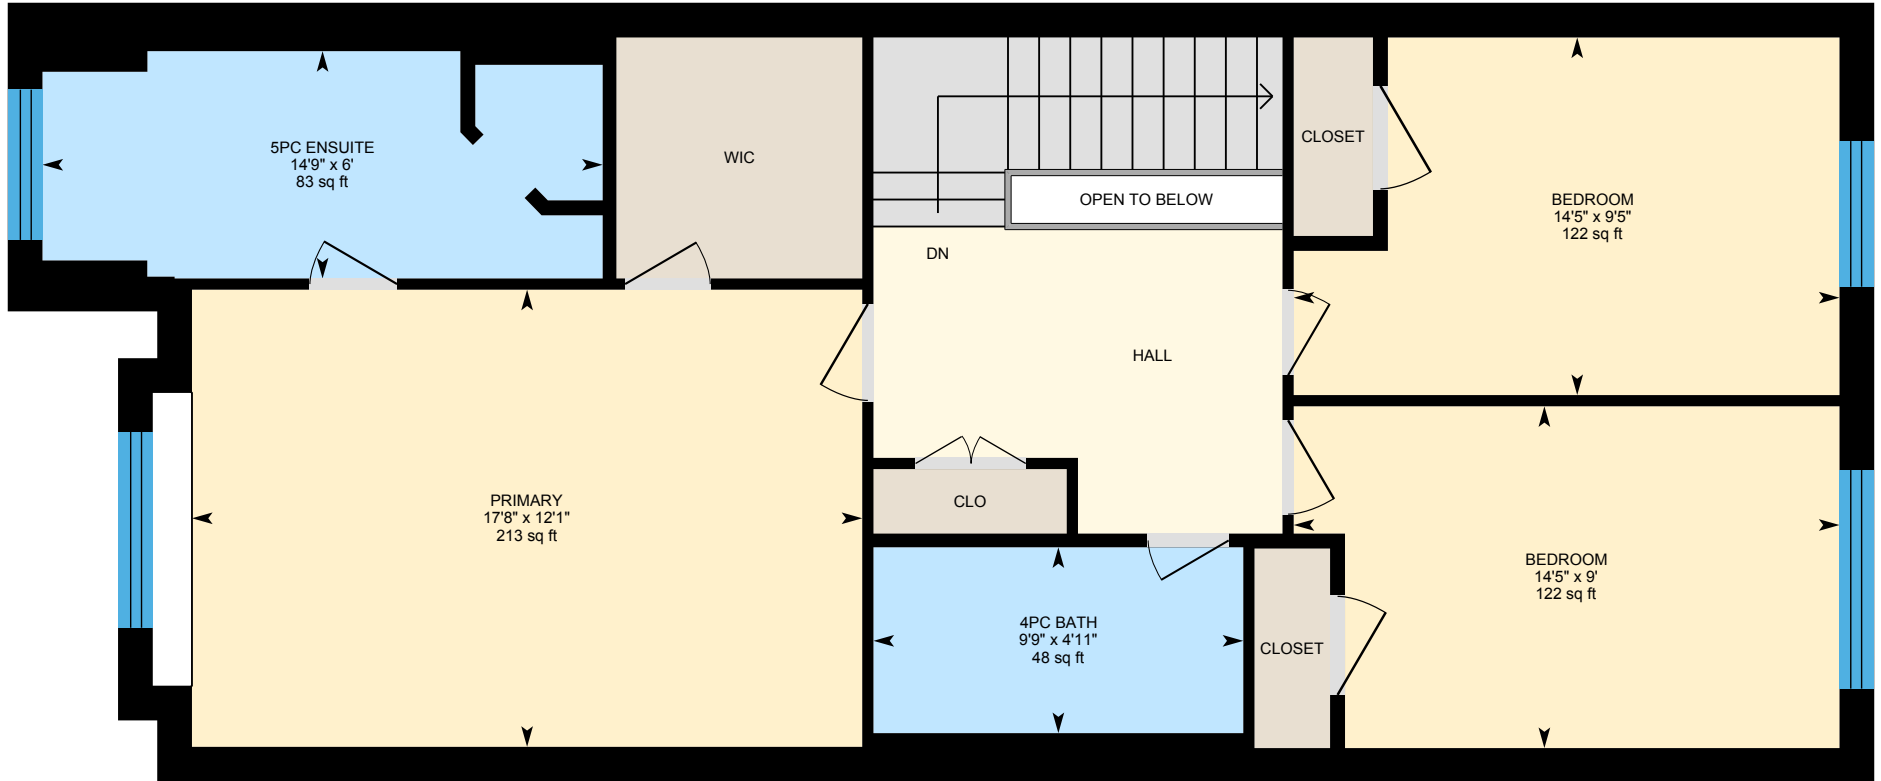 5PC ENSUITE
14'9" x 6'
83 sq ft
WIC
CLOSET
OPEN TO BELOW
BEDROOM
14'5" x 9'5"
122 sq ft
DN
HALL
PRIMARY
17'8" x 12'1"
213 sq ft
CLO
BEDROOM
14'5" x 9'
122 sq ft
4PC BATH
9'9" x 4'11"
48 sq ft
CLOSET